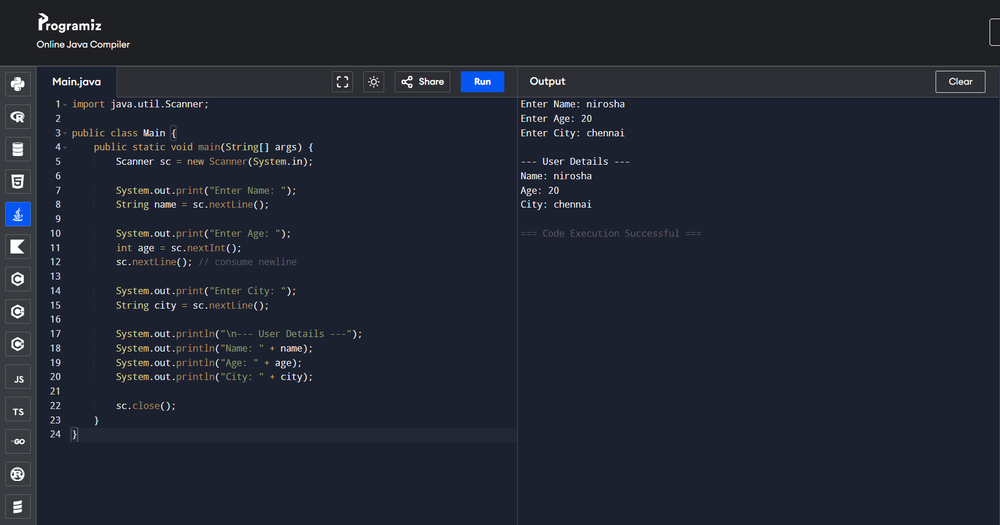 Programiz
Online Java Compiler
Main.java
Share
Run
Output
Clear
1 import java.util.Scanner;
2
3 public class Main {
4     public static void main(String[] args) {
5         Scanner sc = new Scanner(System.in);
6
7         System.out.print("Enter Name: ");
8         String name = sc.nextLine();
9
10         System.out.print("Enter Age: ");
11         int age = sc.nextInt();
12         sc.nextLine(); // consume newline
13
14         System.out.print("Enter City: ");
15         String city = sc.nextLine();
16
17         System.out.println("\n--- User Details ---");
18         System.out.println("Name: " + name);
19         System.out.println("Age: " + age);
20         System.out.println("City: " + city);
21
22         sc.close();
23     }
24 }
Enter Name: nirosha
Enter Age: 20
Enter City: chennai
--- User Details ---
Name: nirosha
Age: 20
City: chennai
=== Code Execution Successful ===
R
5
C
C
C
JS
TS
GO
R